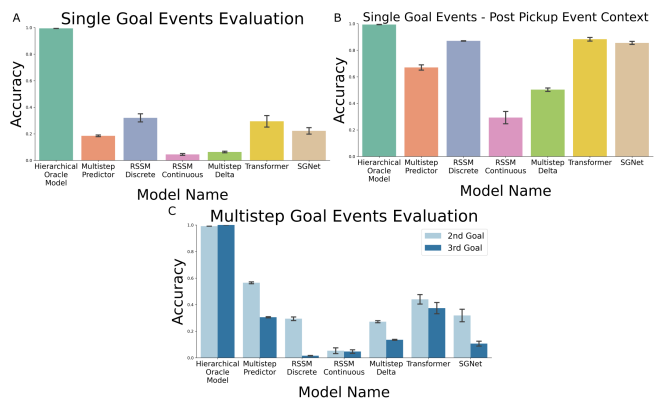 A
Single Goal Events Evaluation
Accuracy
1.0
0.8
0.6
0.4
0.2
0.0
Hierarchical
Oracle
Model
Multistep
Predictor
RSSM
Discrete
RSSM
Continuous
Multistep
Delta
Transformer
SGNet
Model Name
B
Single Goal Events - Post Pickup Event Context
Accuracy
1.0
0.8
0.6
0.4
0.2
0.0
Hierarchical
Oracle
Model
Multistep
Predictor
RSSM
Discrete
RSSM
Continuous
Multistep
Delta
Transformer
SGNet
Model Name
C
Multistep Goal Events Evaluation
2nd Goal
3rd Goal
Accuracy
1.0
0.8
0.6
0.4
0.2
0.0
Hierarchical
Oracle
Model
Multistep
Predictor
RSSM
Discrete
RSSM
Continuous
Multistep
Delta
Transformer
SGNet
Model Name